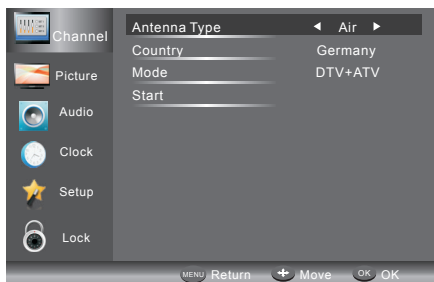 Channel
Picture
Audio
Clock
Setup
Lock
Antenna Type ◄ Air ►
Country Germany
Mode DTV+ATV
Start
MENU Return Move OK OK